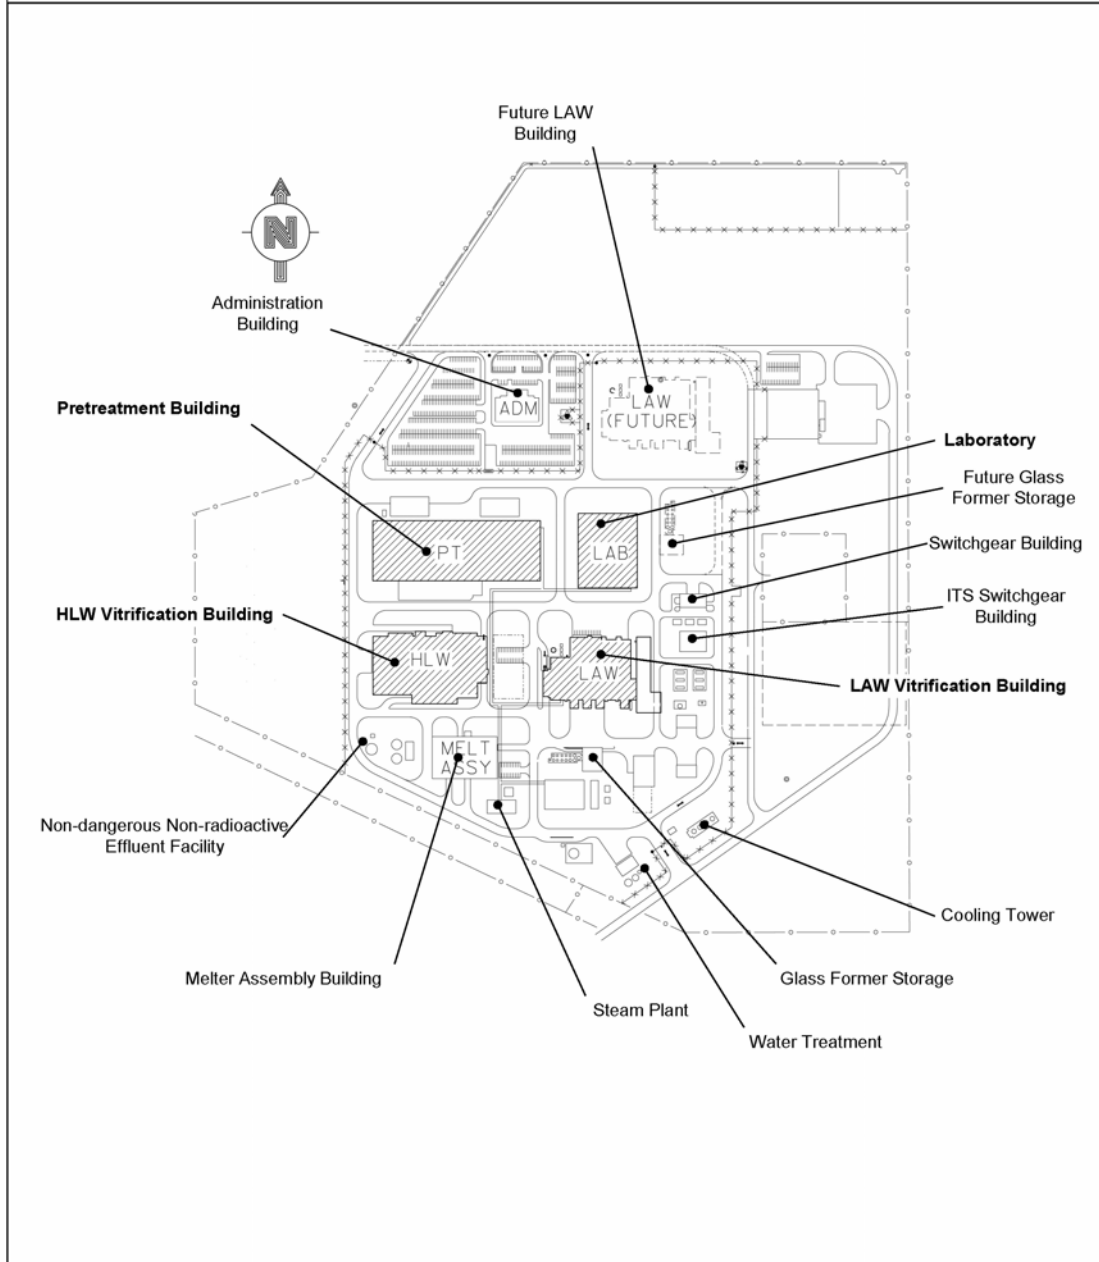 Future LAW
Building
N
Administration
Building
ADM
LAW
(FUTURE)
Pretreatment Building
Laboratory
Future Glass
Former Storage
PT
LAB
Switchgear Building
HLW Vitrification Building
ITS Switchgear
Building
HLW
LAW
LAW Vitrification Building
MELT
ASSY
Non-dangerous Non-radioactive
Effluent Facility
Cooling Tower
Melter Assembly Building
Glass Former Storage
Steam Plant
Water Treatment